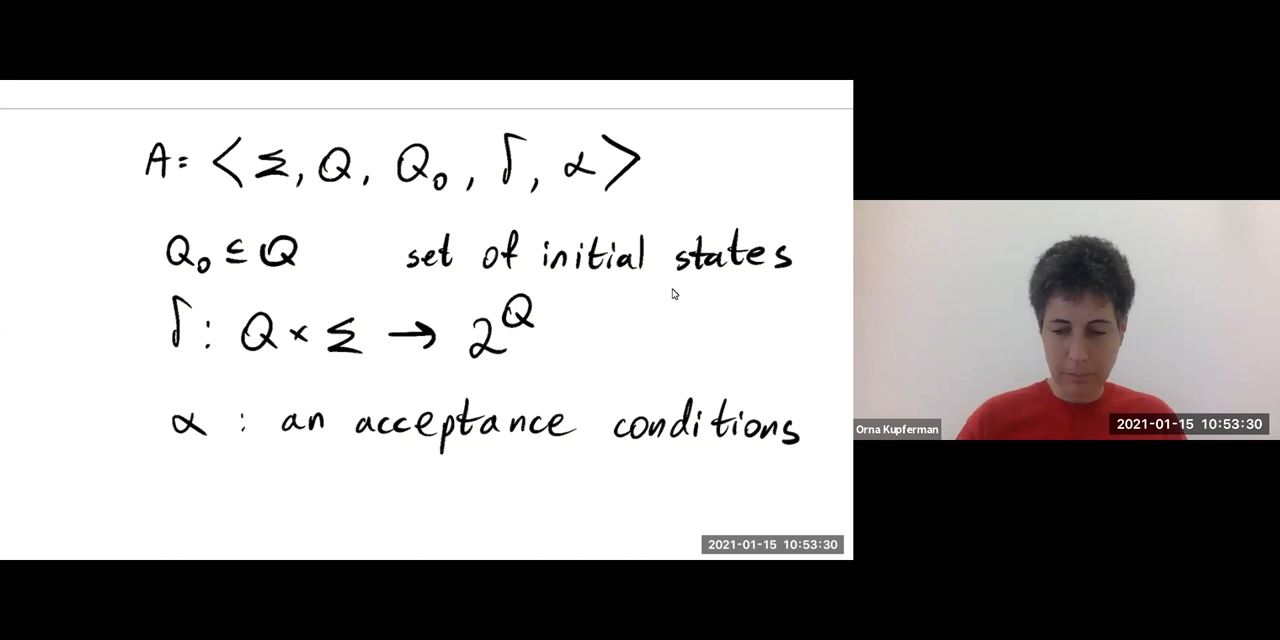 A = < Σ, Q, Q₀, δ, α >
Q₀ ⊆ Q set of initial states
δ : Q × Σ → 2^Q
α : an acceptance conditions
2021-01-15 10:53:30
Orna Kupferman
2021-01-15 10:53:30